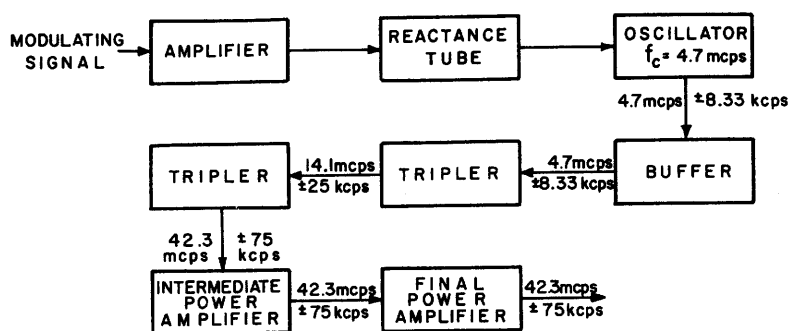 MODULATING
SIGNAL
AMPLIFIER
REACTANCE
TUBE
OSCILLATOR
fc = 4.7 mcps
4.7mcps ±8.33 kcps
BUFFER
4.7mcps
±8.33kcps
TRIPLER
14.1mcps
±25 kcps
TRIPLER
42.3 ±75
mcps kcps
INTERMEDIATE
POWER
AMPLIFIER
42.3mcps
±75kcps
FINAL
POWER
AMPLIFIER
42.3mcps
±75kcps